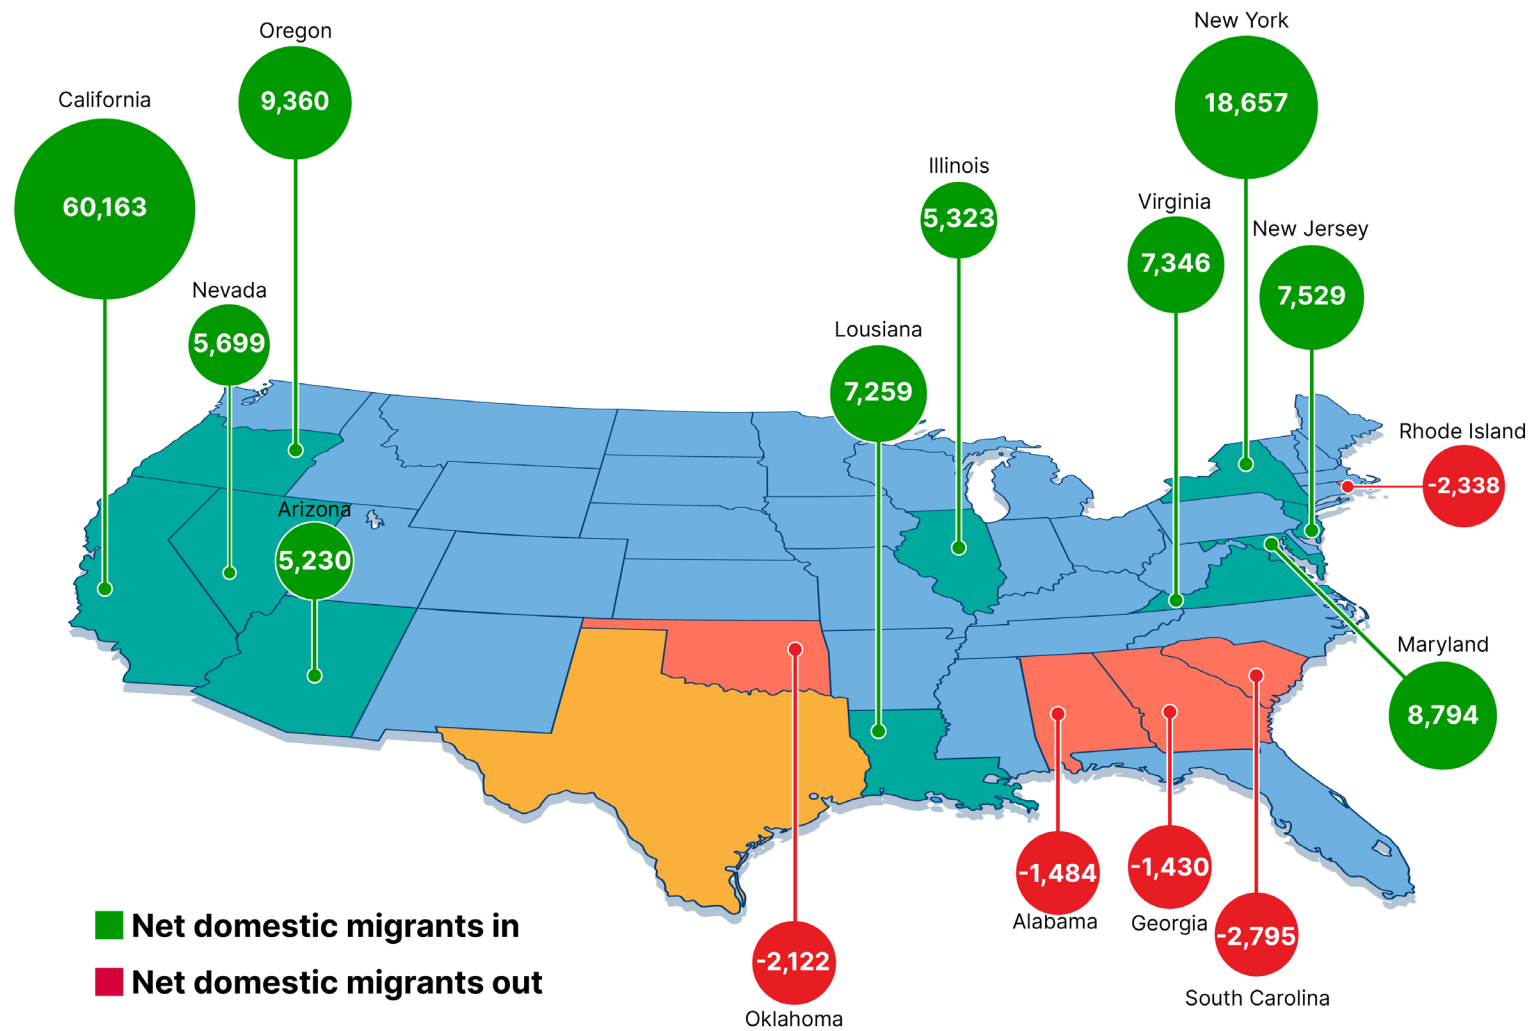 New York
18,657
Oregon
9,360
California
60,163
Illinois
5,323
Virginia
7,346
New Jersey
7,529
Nevada
5,699
Lousiana
7,259
Rhode Island
-2,338
Arizona
5,230
Maryland
8,794
-1,484
Alabama
-1,430
Georgia
-2,795
South Carolina
-2,122
Oklahoma
Net domestic migrants in
Net domestic migrants out